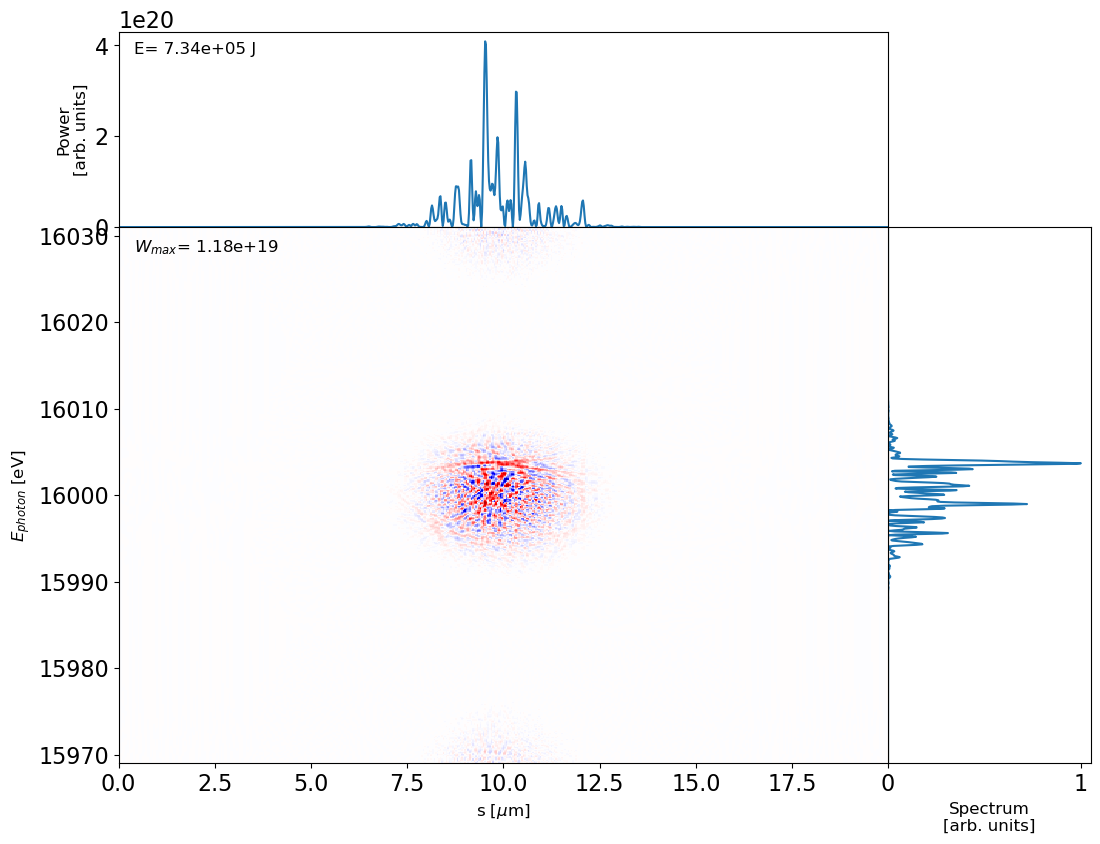 1e20
4
2
0
Power
[arb. units]
E= 7.34e+05 J
W_max= 1.18e+19
16030
16020
16010
16000
15990
15980
15970
E_photon [eV]
0.0
2.5
5.0
7.5
10.0
12.5
15.0
17.5
s [μm]
0
1
Spectrum
[arb. units]